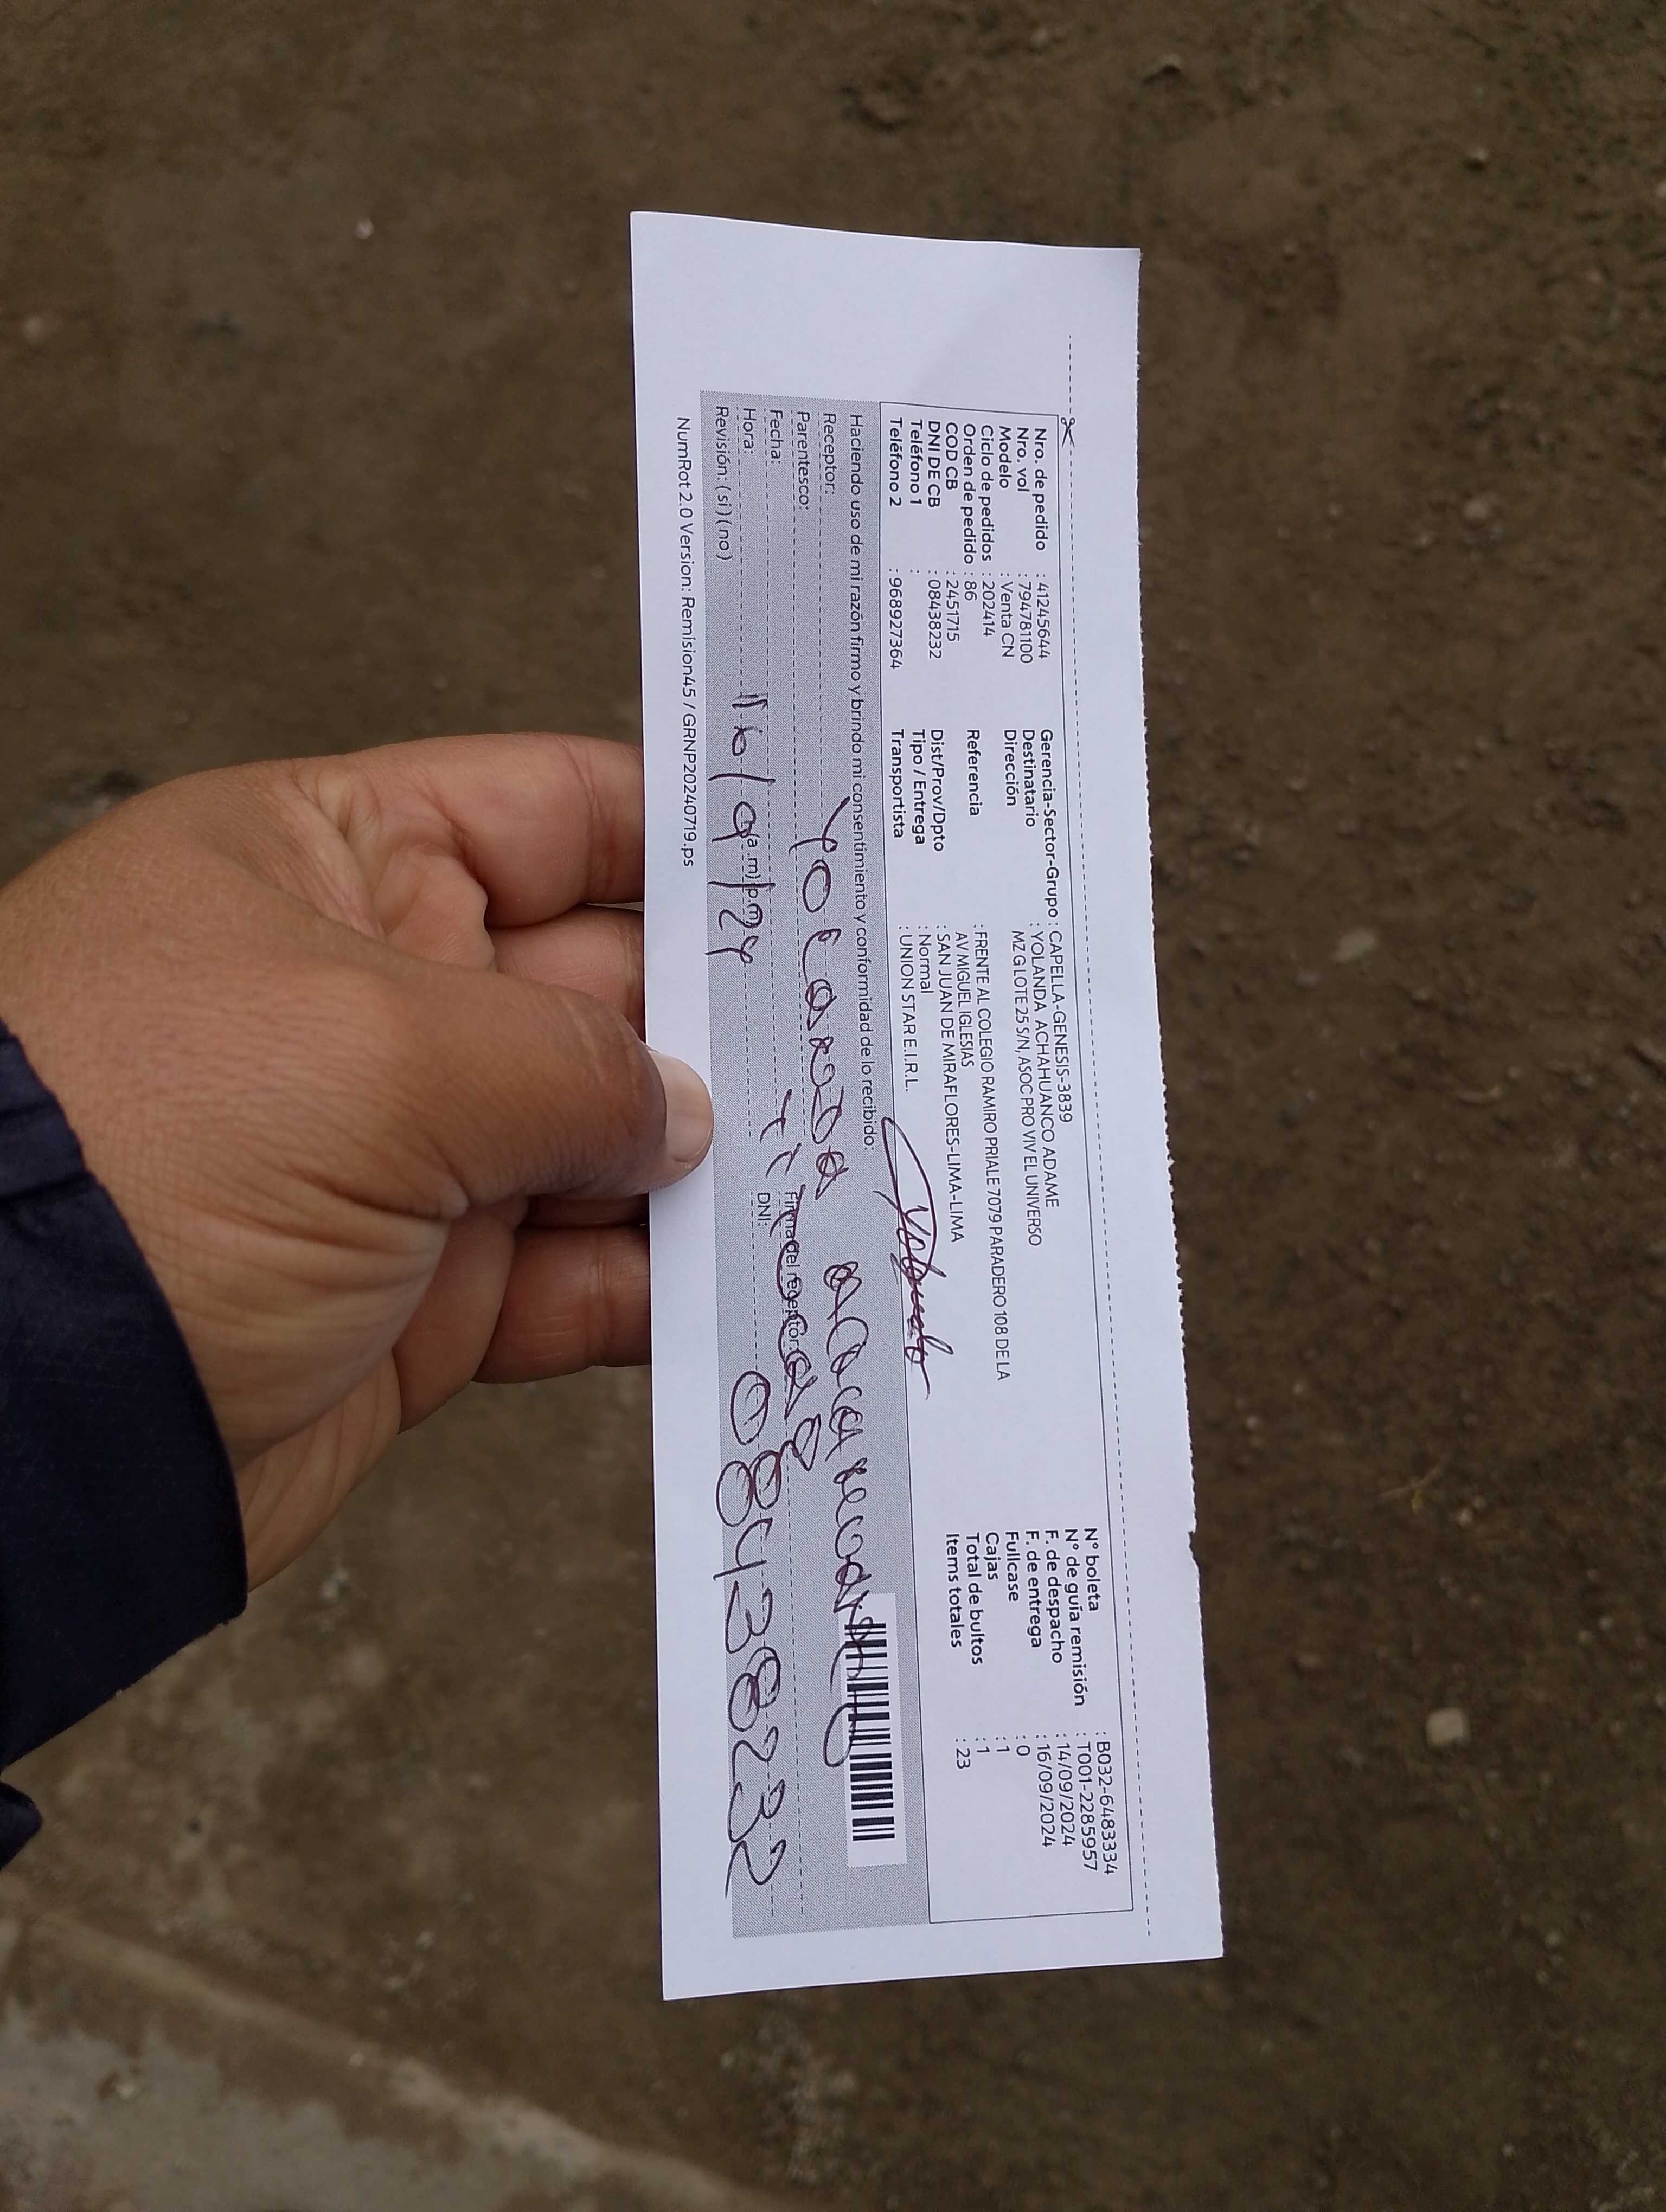 Nro. de pedido : 41245644
Nro. vol : 794781100
Modelo : Venta CN
Ciclo de pedidos : 202414
Orden de pedido : 86
COD CB : 2451715
DNI DE CB : 08438232
Teléfono 1 :
Teléfono 2 : 968927364
Gerencia-Sector-Grupo : CAPELLA-GENESIS-3839
Destinatario : YOLANDA ACHAHUANCO ADAME
Dirección : MZ G LOTE 25 S/N, ASOC PRO VIV EL UNIVERSO
Referencia : FRENTE AL COLEGIO RAMIRO PRIALE 7079 PARADERO 108 DE LA
AV MIGUEL IGLESIAS
Dist/Prov/Dpto : SAN JUAN DE MIRAFLORES-LIMA-LIMA
Tipo / Entrega : Normal
Transportista : UNION STAR E.I.R.L.
N° boleta : B032-6483334
N° de guía remisión : T001-2285957
F. de despacho : 14/09/2024
F. de entrega : 16/09/2024
Fullcase : 0
Cajas : 1
Total de bultos : 1
Items totales : 23
Haciendo uso de mi razón firmo y brindo mi consentimiento y conformidad de lo recibido:
Receptor:
Parentesco:
Fecha:
Firma del receptor
Hora: (a.m)(p.m)
DNI: 08438232
Revisión: (si) (no)
NumRot 2.0 Version: Remision45 / GRNP20240719.ps